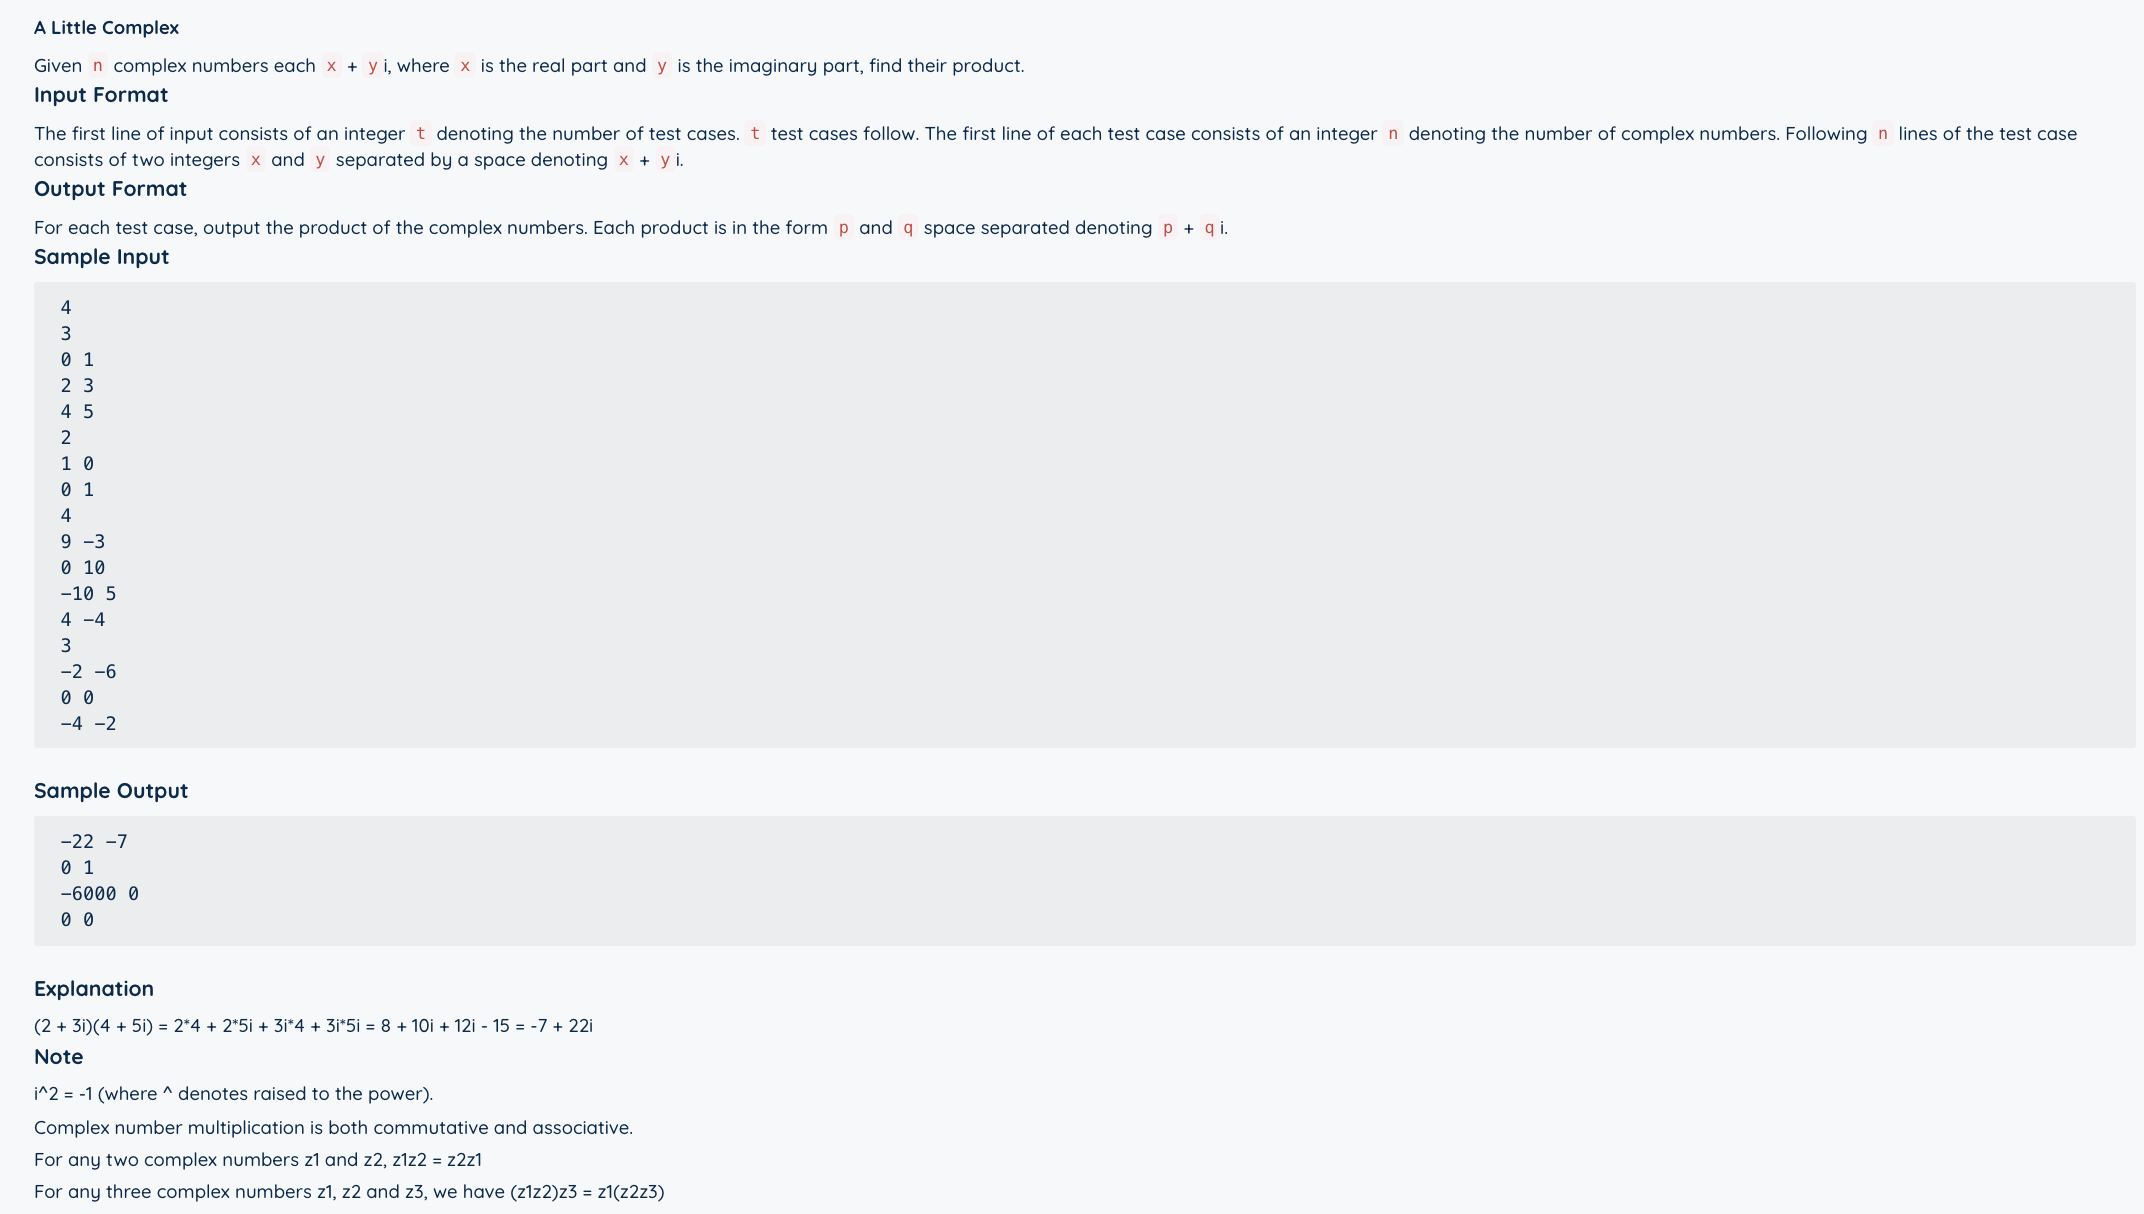 A Little Complex
Given n complex numbers each x + y i, where x is the real part and y is the imaginary part, find their product.
Input Format
The first line of input consists of an integer t denoting the number of test cases. t test cases follow. The first line of each test case consists of an integer n denoting the number of complex numbers. Following n lines of the test case
consists of two integers x and y separated by a space denoting x + y i.
Output Format
For each test case, output the product of the complex numbers. Each product is in the form p and q space separated denoting p + q i.
Sample Input
4
3
0 1
2 3
4 5
2
1 0
0 1
4
9 -3
0 10
-10 5
4 -4
3
-2 -6
0 0
-4 -2
Sample Output
-22 -7
0 1
-6000 0
0 0
Explanation
(2 + 3i)(4 + 5i) = 2*4 + 2*5i + 3i*4 + 3i*5i = 8 + 10i + 12i - 15 = -7 + 22i
Note
i^2 = -1 (where ^ denotes raised to the power).
Complex number multiplication is both commutative and associative.
For any two complex numbers z1 and z2, z1z2 = z2z1
For any three complex numbers z1, z2 and z3, we have (z1z2)z3 = z1(z2z3)